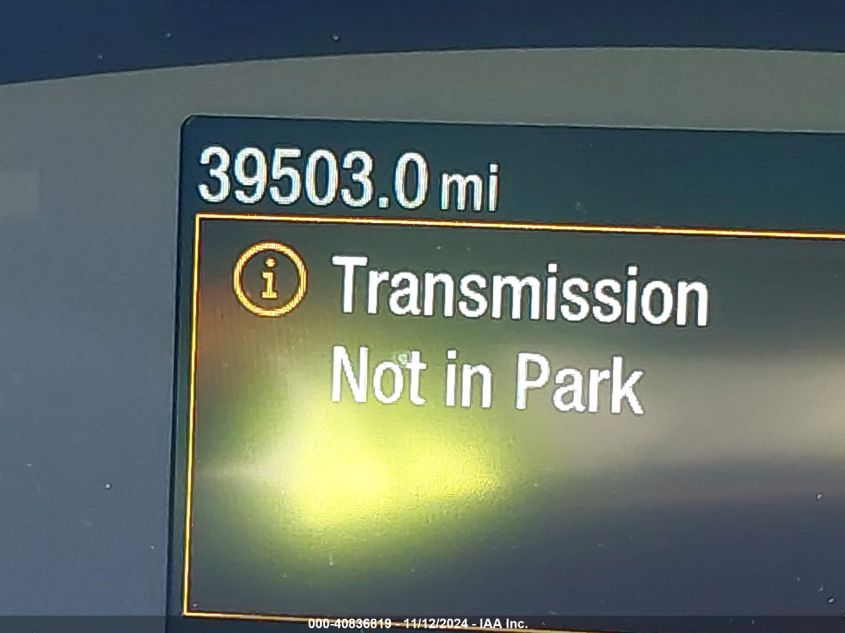 39503.0 mi
Transmission
Not in Park
000-40836819 - 11/12/2024 - IAA Inc.